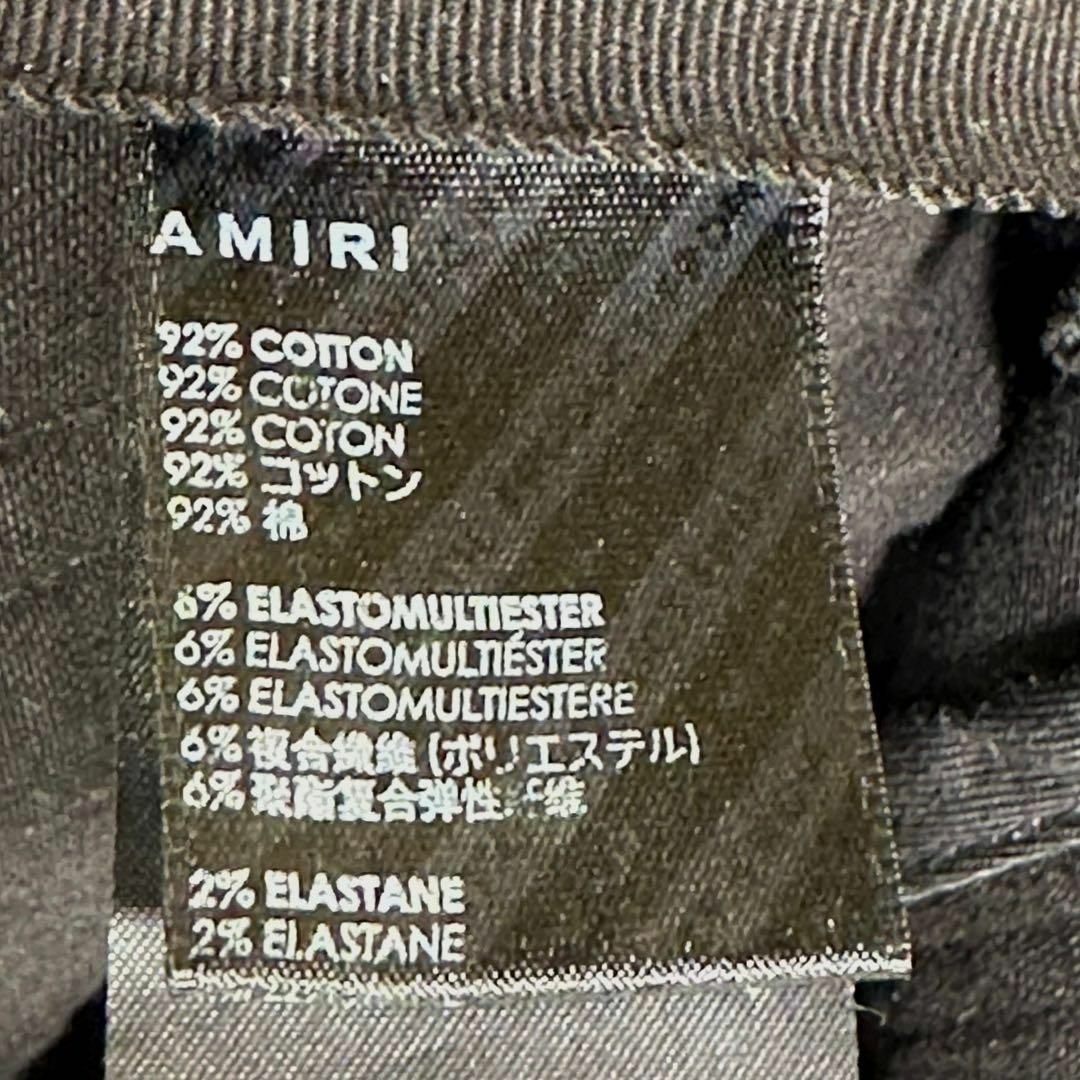 AMIRI
92% COTTON
92% COTONE
92% COTON
92% コットン
92% 棉
6% ELASTOMULTIESTER
6% ELASTOMULTIÉSTER
6% ELASTOMULTIESTERE
6% 複合繊維 (ポリエステル)
6% 聚酯复合弹性纤维
2% ELASTANE
2% ELASTANE